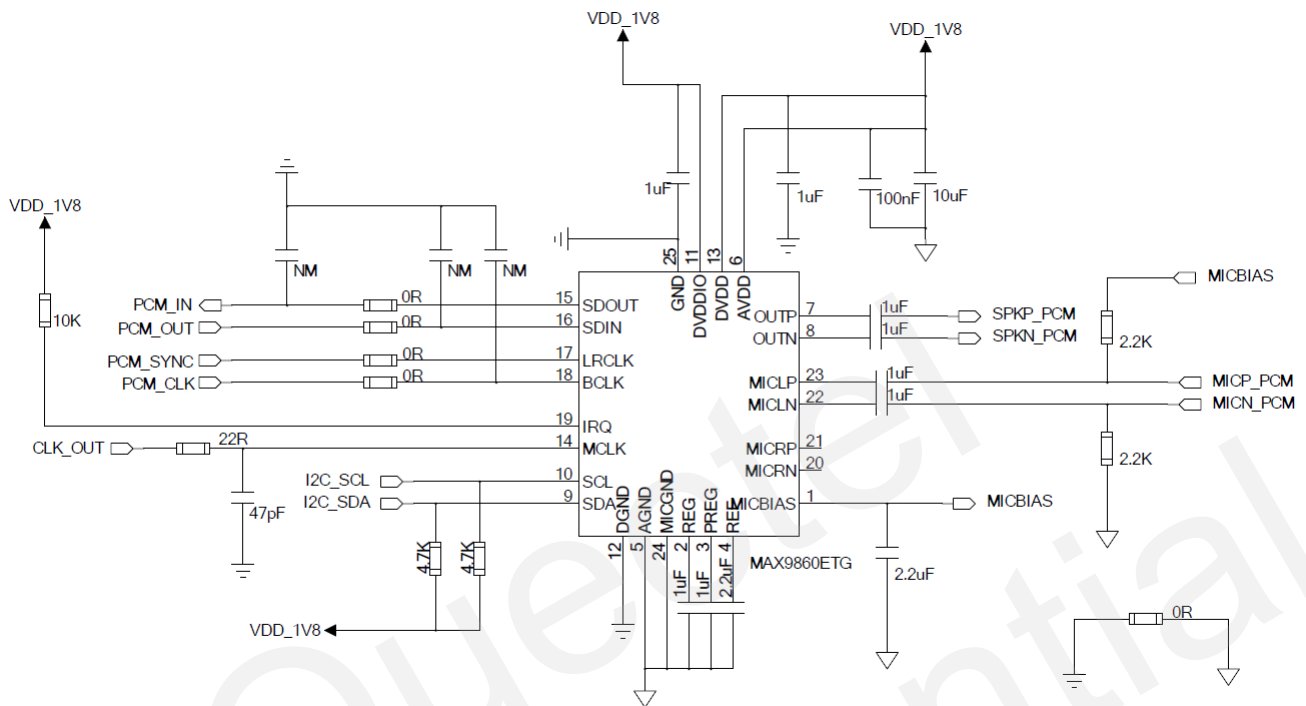 VDD_1V8
VDD_1V8
1uF
1uF
100nF
10uF
VDD_1V8
NM
NM
NM
25
11
13
6
GND
DVDDIO
DVDD
AVDD
MICBIAS
10K
PCM_IN
0R
15
SDOUT
OUTP
7
1uF
SPKP_PCM
PCM_OUT
0R
16
SDIN
OUTN
8
1uF
SPKN_PCM
2.2K
PCM_SYNC
0R
17
LRCLK
PCM_CLK
0R
18
BCLK
MICLP
23
1uF
MICP_PCM
MICLN
22
1uF
MICN_PCM
19
IRQ
CLK_OUT
22R
14
MCLK
MICRP
21
MICRN
20
2.2K
I2C_SCL
10
SCL
I2C_SDA
9
SDA
MICBIAS
1
MICBIAS
47pF
DGND
AGND
MICGND
REG
PREG
REF
12
5
24
2
3
4
MAX9860ETG
4.7K
4.7K
1uF
1uF
2.2uF
2.2uF
VDD_1V8
0R
Quectel
ntial